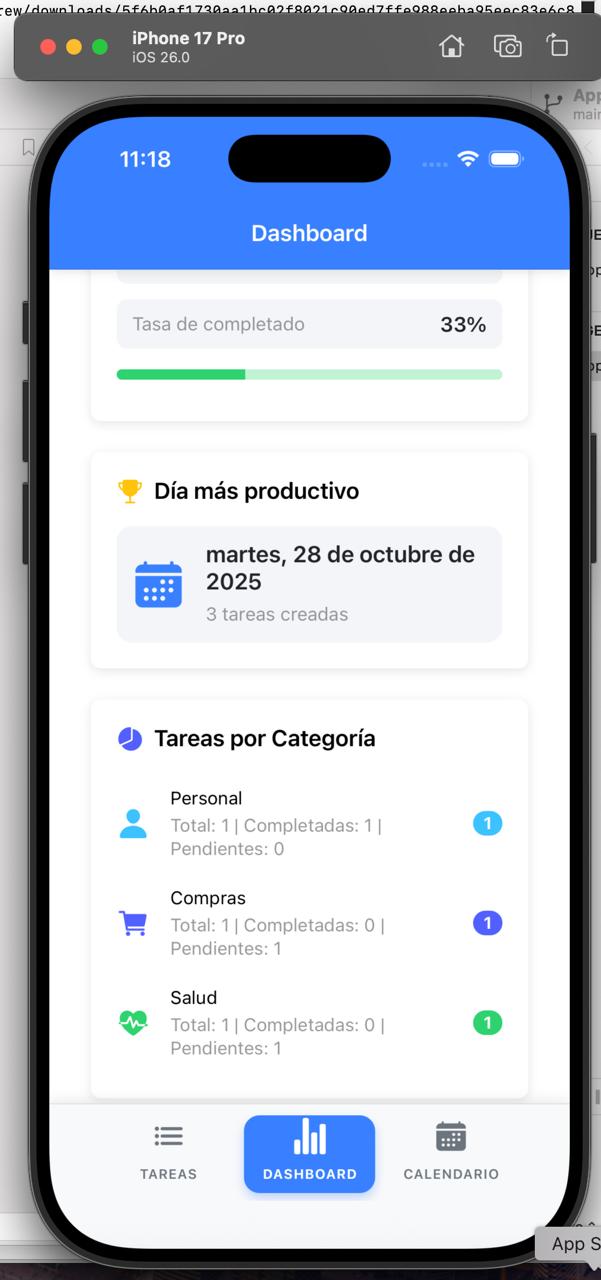 rew/downloads/5f6b0af1730aa1bc02f8021c90ed7ffe988eeba95eec83e6c8
iPhone 17 Pro
iOS 26.0
App
main
11:18
Dashboard
Tasa de completado
33%
Día más productivo
martes, 28 de octubre de
2025
3 tareas creadas
Tareas por Categoría
Personal
Total: 1 | Completadas: 1 |
Pendientes: 0
1
Compras
Total: 1 | Completadas: 0 |
Pendientes: 1
1
Salud
Total: 1 | Completadas: 0 |
Pendientes: 1
1
TAREAS
DASHBOARD
CALENDARIO
App S